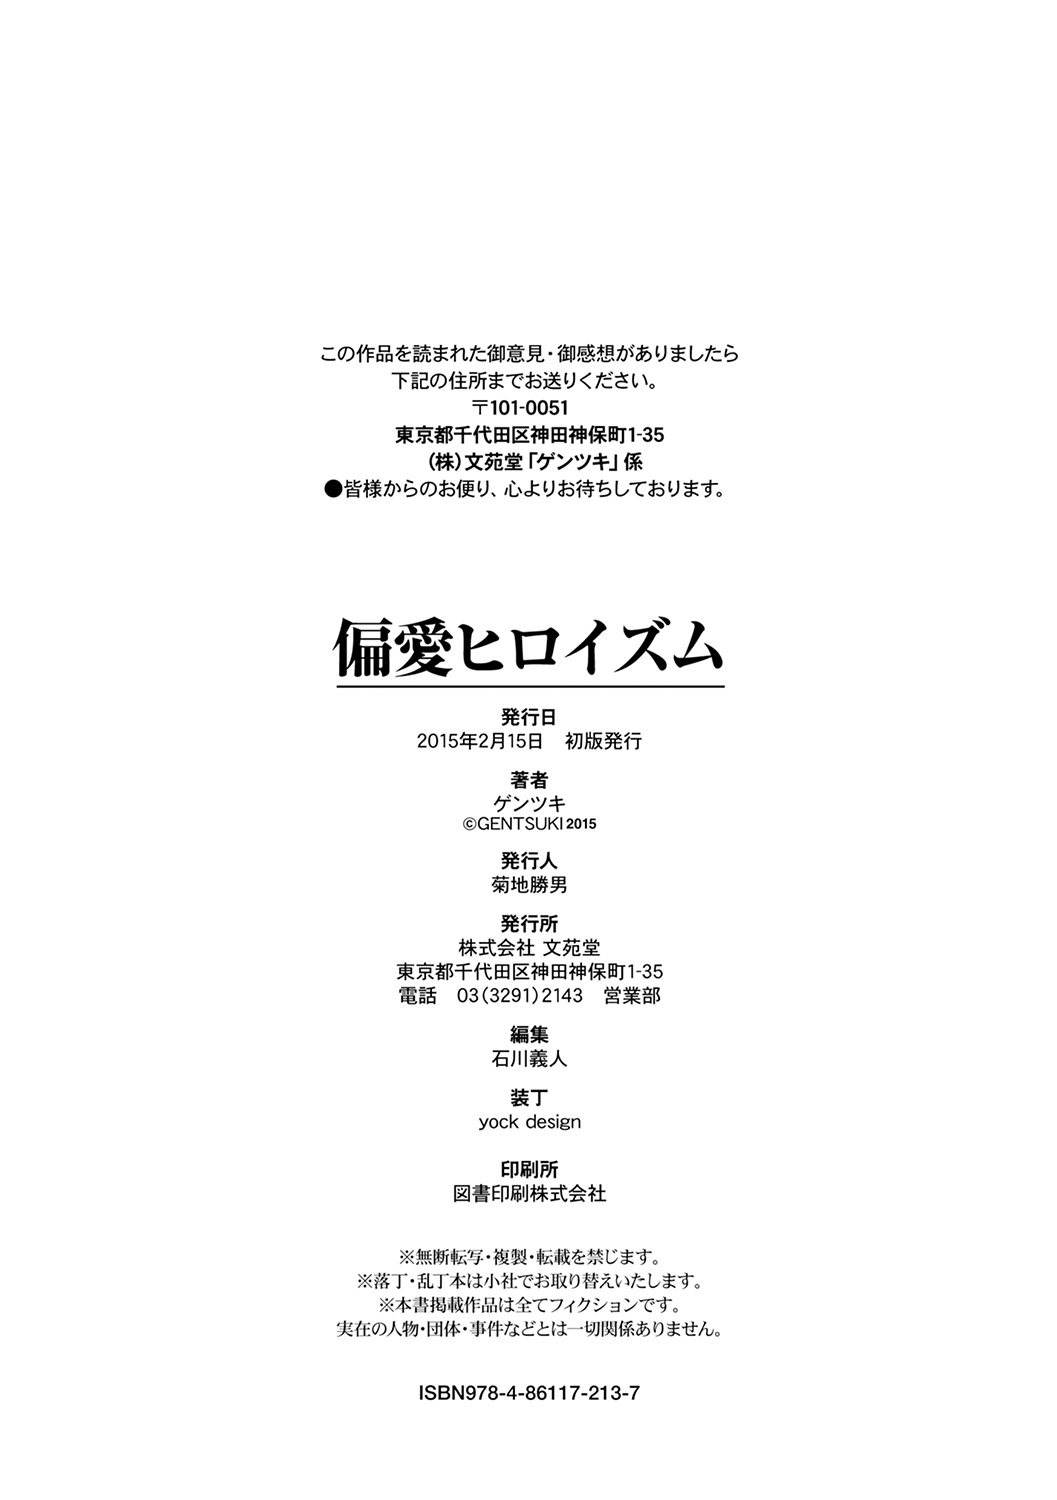 この作品を読まれた御意見・御感想がありましたら
下記の住所までお送りください。
〒101-0051
東京都千代田区神田神保町1-35
(株)文苑堂「ゲンツキ」係
●皆様からのお便り、心よりお待ちしております。
偏愛ヒロイズム
発行日
2015年2月15日　初版発行
著者
ゲンツキ
©GENTSUKI 2015
発行人
菊地勝男
発行所
株式会社 文苑堂
東京都千代田区神田神保町1-35
電話　03(3291)2143　営業部
編集
石川義人
装丁
yock design
印刷所
図書印刷株式会社
※無断転写・複製・転載を禁じます。
※落丁・乱丁本は小社でお取り替えいたします。
※本書掲載作品は全てフィクションです。
実在の人物・団体・事件などとは一切関係ありません。
ISBN978-4-86117-213-7